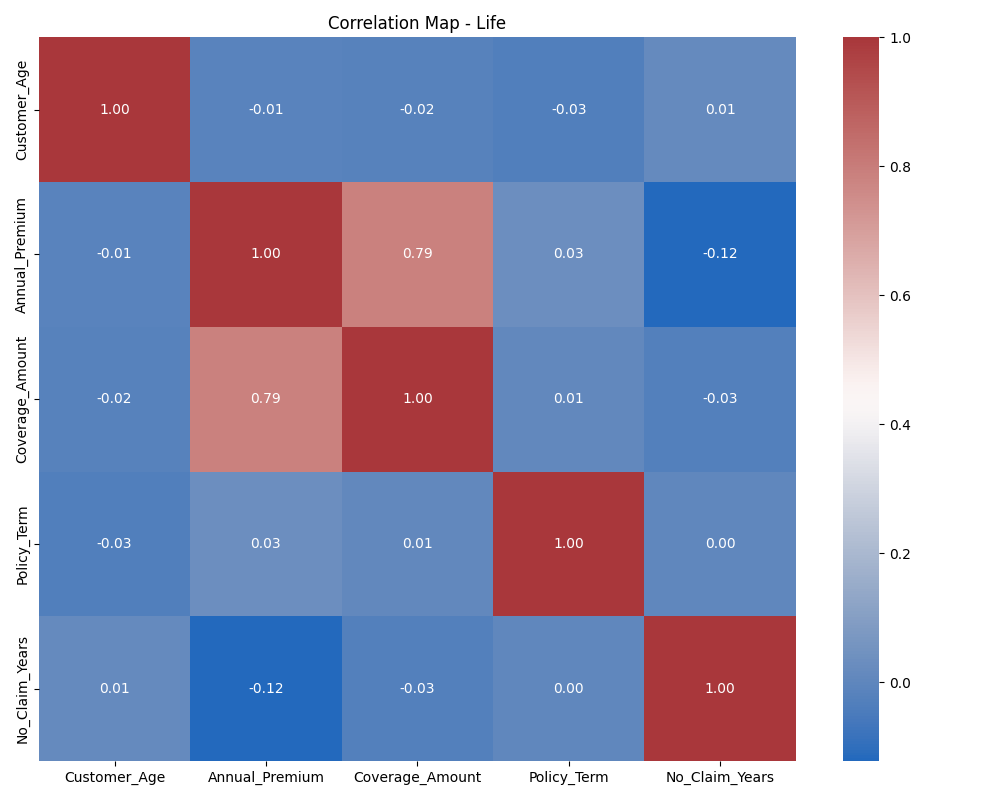 Correlation Map - Life
Customer_Age
1.00 -0.01 -0.02 -0.03 0.01
Annual_Premium
-0.01 1.00 0.79 0.03 -0.12
Coverage_Amount
-0.02 0.79 1.00 0.01 -0.03
Policy_Term
-0.03 0.03 0.01 1.00 0.00
No_Claim_Years
0.01 -0.12 -0.03 0.00 1.00
Customer_Age Annual_Premium Coverage_Amount Policy_Term No_Claim_Years
1.0
0.8
0.6
0.4
0.2
0.0